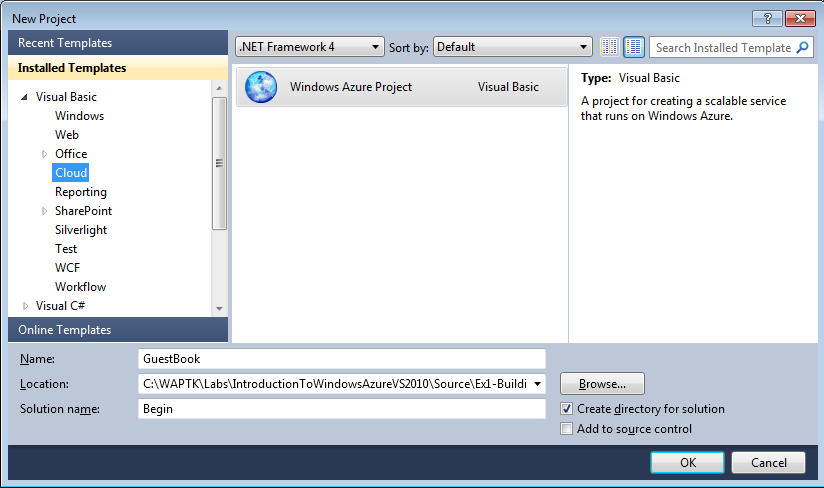 New Project
Recent Templates
.NET Framework 4 Sort by: Default Search Installed Template
Installed Templates
Visual Basic
Windows
Web
Office
Cloud
Reporting
SharePoint
Silverlight
Test
WCF
Workflow
Visual C#
Online Templates
Windows Azure Project Visual Basic
Type: Visual Basic
A project for creating a scalable service
that runs on Windows Azure.
Name: GuestBook
Location: C:\WAPTK\Labs\IntroductionToWindowsAzureVS2010\Source\Ex1-Buildi Browse...
Solution name: Begin
Create directory for solution
Add to source control
OK Cancel